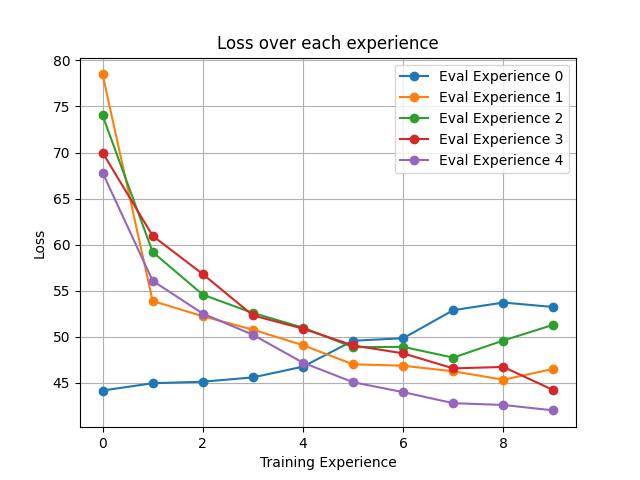 Loss over each experience
80
75
70
65
60
55
50
45
Loss
Eval Experience 0
Eval Experience 1
Eval Experience 2
Eval Experience 3
Eval Experience 4
0 2 4 6 8
Training Experience